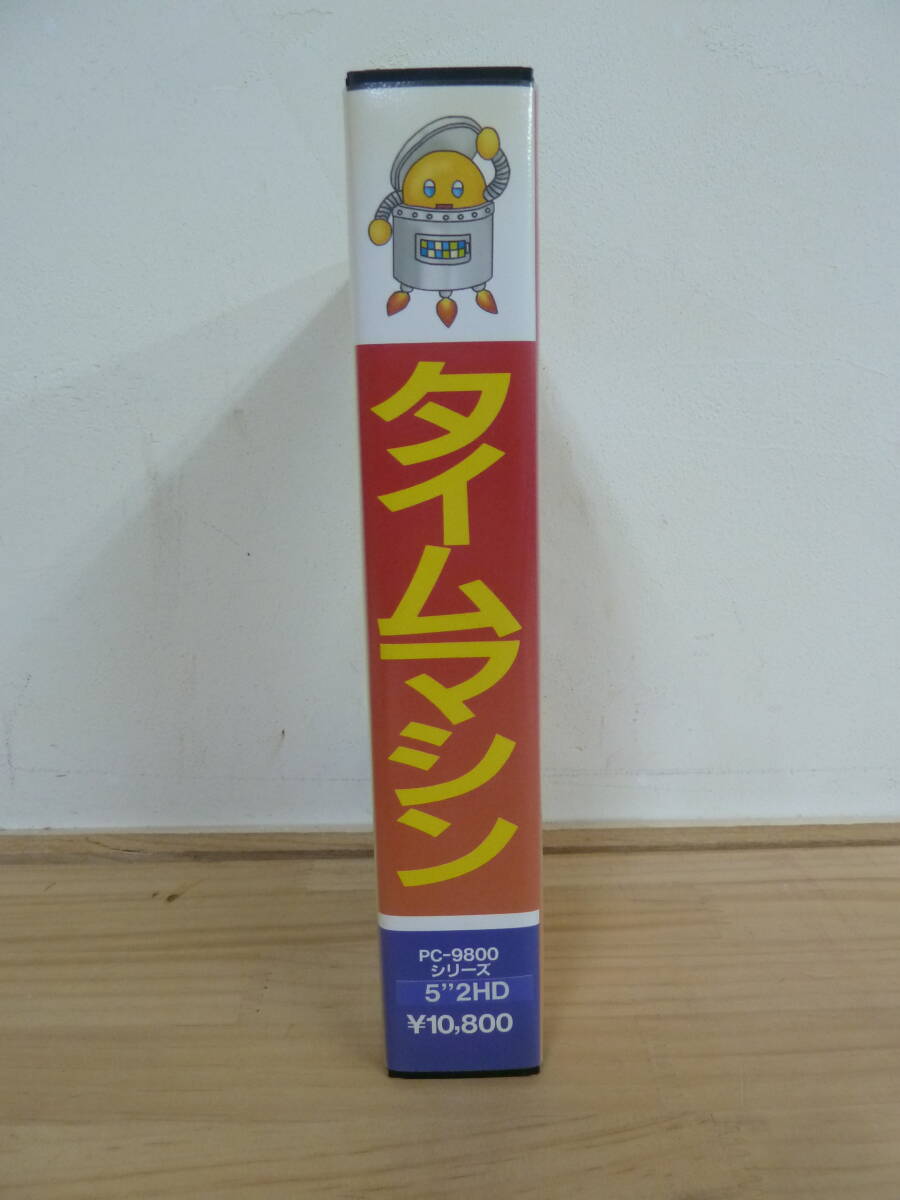 タイムマシン
PC-9800
シリーズ
5"2HD
¥10,800